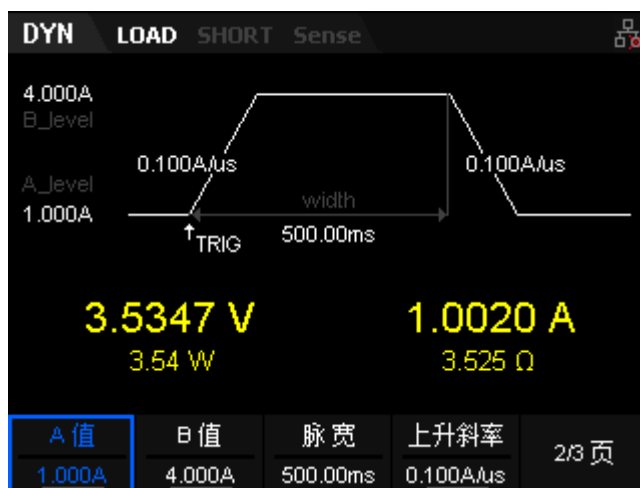 DYN LOAD SHORT Sense
4.000A
B_level
0.100A/us 0.100A/us
A_level
width
1.000A
TRIG 500.00ms
3.5347 V 1.0020 A
3.54 W 3.525 Ω
A值 B值 脉宽 上升斜率 2/3 页
1.000A 4.000A 500.00ms 0.100A/us